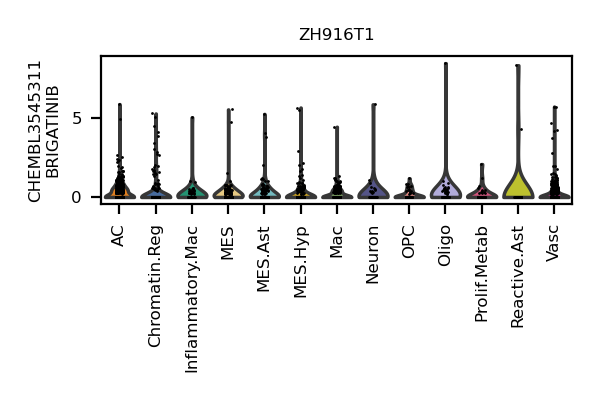 ZH916T1
CHEMBL3545311
BRIGATINIB
5
0
AC
Chromatin.Reg
Inflammatory.Mac
MES
MES.Ast
MES.Hyp
Mac
Neuron
OPC
Oligo
Prolif.Metab
Reactive.Ast
Vasc